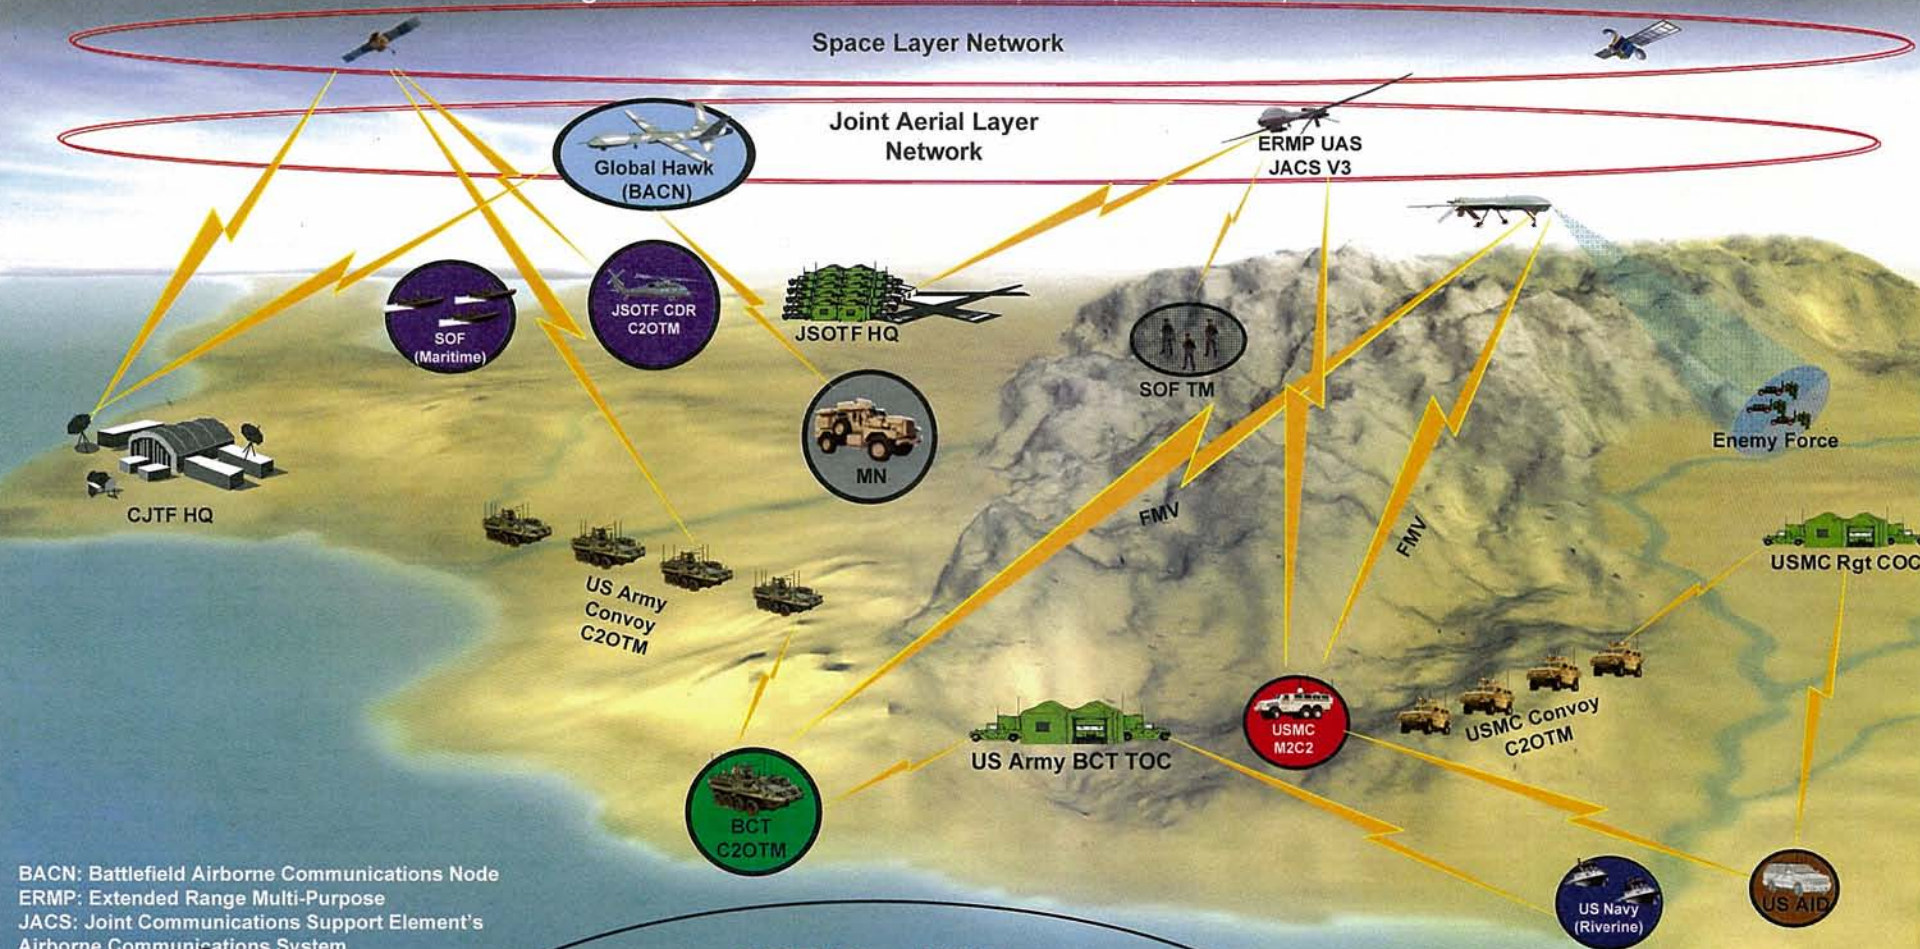 Space Layer Network
Joint Aerial Layer
Network
Global Hawk
(BACN)
ERMP UAS
JACS V3
SOF
(Maritime)
JSOTF CDR
C2OTM
JSOTF HQ
SOF TM
MN
Enemy Force
CJTF HQ
FMV
FMV
US Army
Convoy
C2OTM
USMC Rgt COC
USMC
M2C2
USMC Convoy
C2OTM
US Army BCT TOC
BCT
C2OTM
US Navy
(Riverine)
US AID
BACN: Battlefield Airborne Communications Node
ERMP: Extended Range Multi-Purpose
JACS: Joint Communications Support Element's
Airborne Communications System